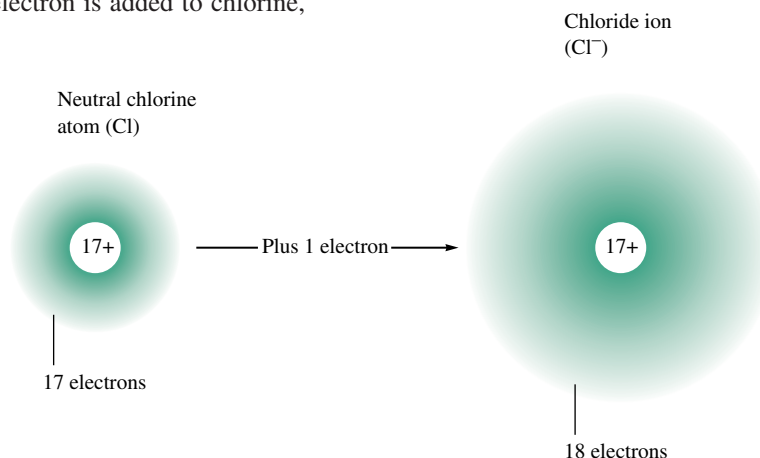 electron is added to chlorine,
Chloride ion
(Cl⁻)
Neutral chlorine
atom (Cl)
17+
Plus 1 electron
17+
17 electrons
18 electrons